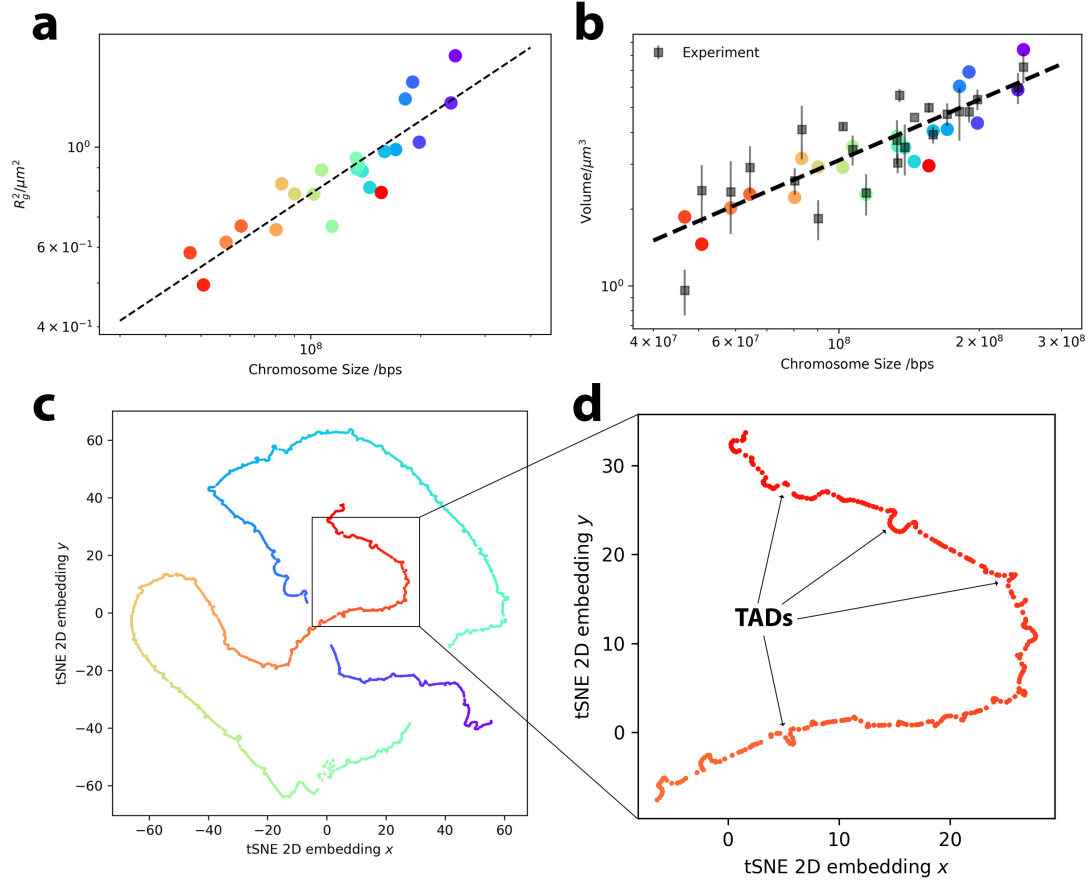 a
R_g^2/μm^2
10^0
6 × 10^-1
4 × 10^-1
10^8
Chromosome Size /bps
b
Experiment
Volume/μm^3
10^0
4 × 10^7
6 × 10^7
10^8
2 × 10^8
3 × 10^8
Chromosome Size /bps
c
tSNE 2D embedding y
60
40
20
0
−20
−40
−60
−60
−40
−20
0
20
40
60
tSNE 2D embedding x
d
tSNE 2D embedding y
30
20
10
0
TADs
0
10
20
tSNE 2D embedding x